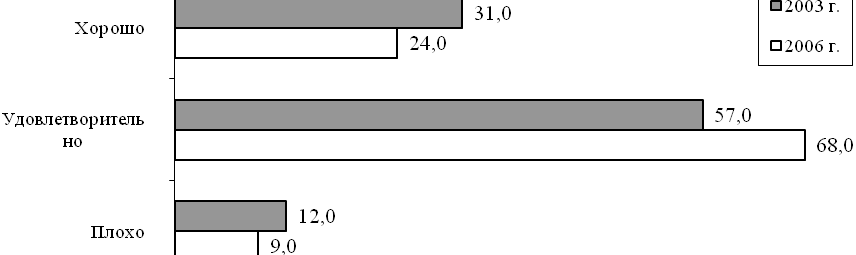 2003 г.
Хорошо
31,0
24,0
2006 г.
Удовлетворитель
но
57,0
68,0
Плохо
12,0
9,0